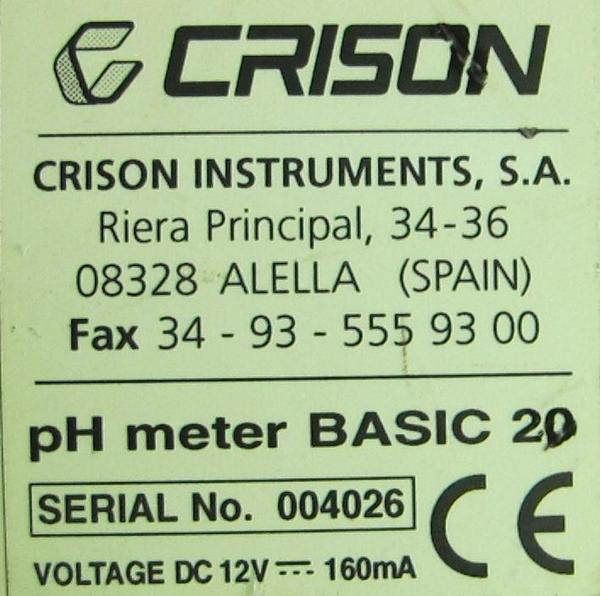 CRISON
CRISON INSTRUMENTS, S.A.
Riera Principal, 34-36
08328 ALELLA (SPAIN)
Fax 34 - 93 - 555 93 00
pH meter BASIC 20
SERIAL No. 004026
CE
VOLTAGE DC 12V ⎓ 160mA